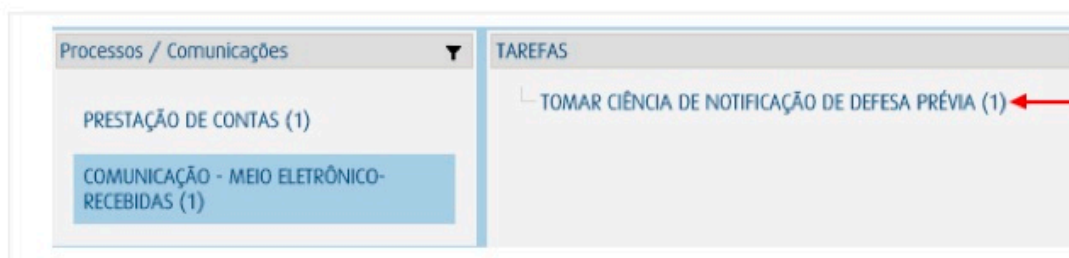 Processos / Comunicações
TAREFAS
PRESTAÇÃO DE CONTAS (1)
COMUNICAÇÃO - MEIO ELETRÔNICO-
RECEBIDAS (1)
TOMAR CIÊNCIA DE NOTIFICAÇÃO DE DEFESA PRÉVIA (1)